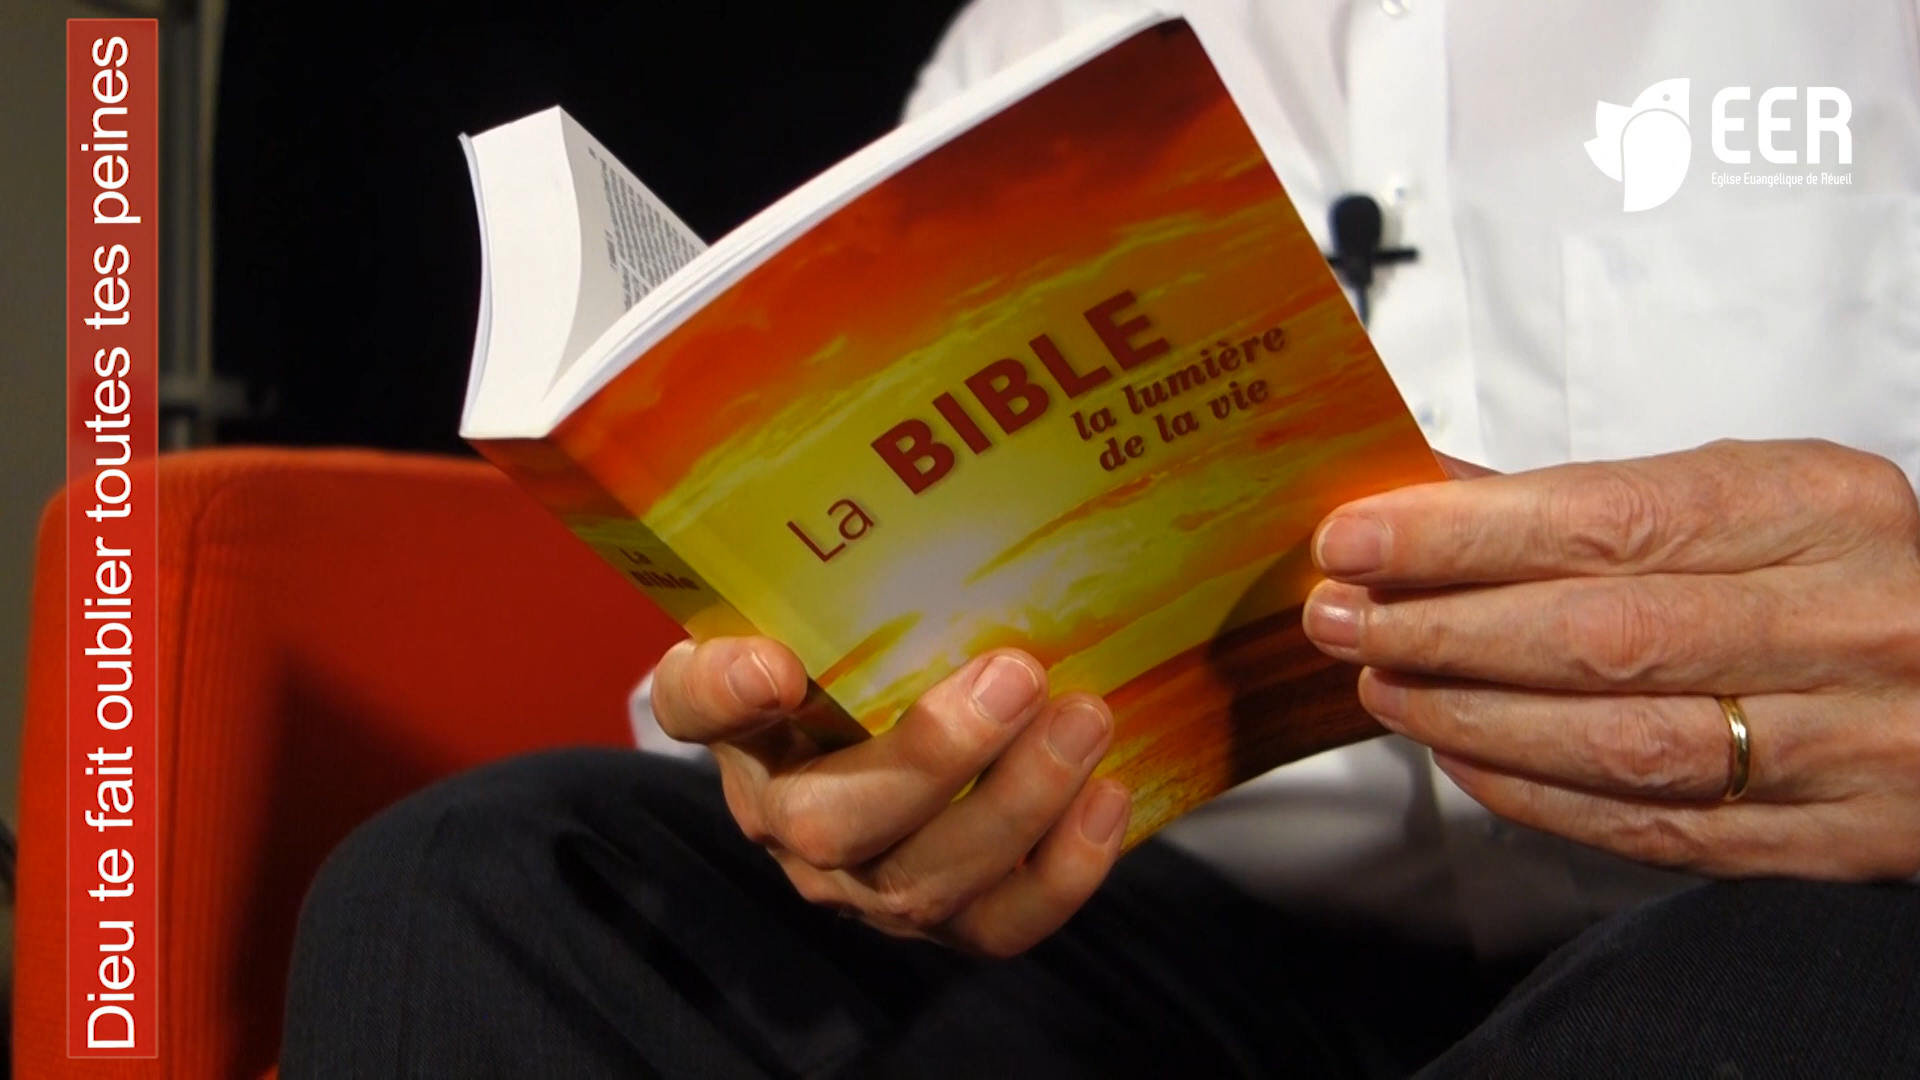 Dieu te fait oublier toutes tes peines
EER
Eglise Evangélique de Réveil
La BIBLE
la lumière
de la vie
La
Bible